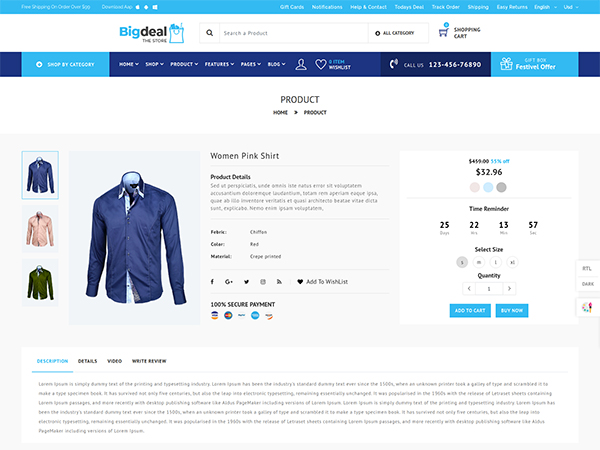 Free Shipping On Order Over $99 Download App Gift Cards Notifications Help & Contact Todays Deal Track Order Shipping Easy Returns English Usd
Bigdeal
THE STORE
Search a Product
ALL CATEGORY
SHOPPING
CART
SHOP BY CATEGORY HOME SHOP PRODUCT FEATURES PAGES BLOG
0 ITEM
WISHLIST
CALL US 123-456-76890
GIFT BOX
Festivel Offer
PRODUCT
HOME » PRODUCT
Women Pink Shirt
Product Details
Sed ut perspiciatis, unde omnis iste natus error sit voluptatem
accusantium doloremque laudantium, totam rem aperiam eaque ipsa,
quae ab illo inventore veritatis et quasi architecto beatae vitae dicta
sunt, explicabo. Nemo enim ipsam voluptatem,
Febric: Chiffon
Color: Red
Material: Crepe printed
Add To WishList
100% SECURE PAYMENT
$459.00 55% off
$32.96
Time Reminder
25 22 13 57
Days Hrs Min Sec
Select Size
s m l xl
Quantity
< 1 >
ADD TO CART BUY NOW
RTL
DARK
DESCRIPTION DETAILS VIDEO WRITE REVIEW
Lorem Ipsum is simply dummy text of the printing and typesetting industry. Lorem Ipsum has been the industry's standard dummy text ever since the 1500s, when an unknown printer took a galley of type and scrambled it to make a type
specimen book. It has survived not only five centuries, but also the leap into electronic typesetting, remaining essentially unchanged. It was popularised in the 1960s with the release of Letraset sheets containing
Lorem Ipsum passages, and more recently with desktop publishing software like Aldus PageMaker including versions of Lorem Ipsum. Lorem Ipsum is simply dummy text of the printing and typesetting industry. Lorem Ipsum has
been the industry's standard dummy text ever since the 1500s, when an unknown printer took a galley of type and scrambled it to make a type specimen book. It has survived not only five centuries, but also the leap into
electronic typesetting, remaining essentially unchanged. It was popularised in the 1960s with the release of Letraset sheets containing Lorem Ipsum passages, and more recently with desktop publishing software like Aldus
PageMaker including versions of Lorem Ipsum.